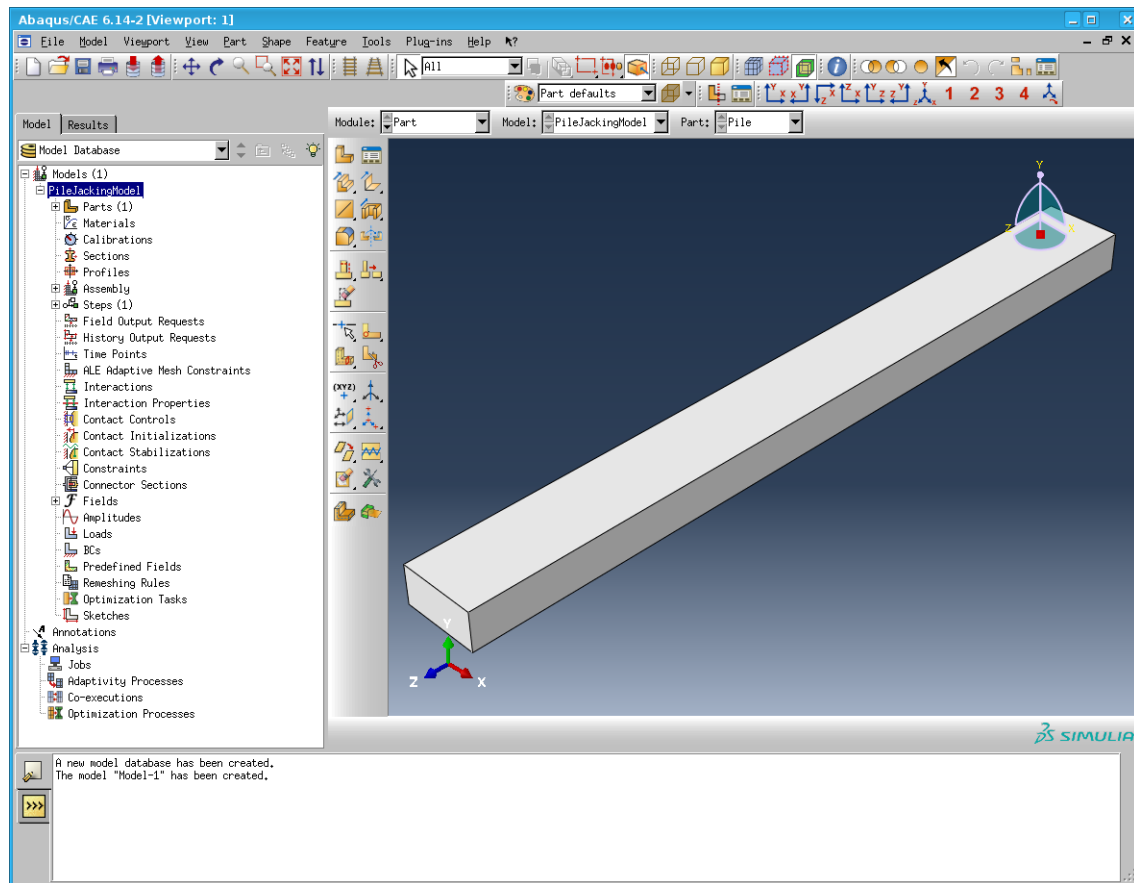 Abaqus/CAE 6.14-2 [Viewport: 1]
File Model Viewport View Part Shape Feature Tools Plug-ins Help
All
Part defaults
1 2 3 4
Model Results
Module: Part Model: PileJackingModel Part: Pile
Model Database
Models (1)
PileJackingModel
Parts (1)
Materials
Calibrations
Sections
Profiles
Assembly
Steps (1)
Field Output Requests
History Output Requests
Time Points
ALE Adaptive Mesh Constraints
Interactions
Interaction Properties
Contact Controls
Contact Initializations
Contact Stabilizations
Constraints
Connector Sections
Fields
Amplitudes
Loads
BCs
Predefined Fields
Remeshing Rules
Optimization Tasks
Sketches
Annotations
Analysis
Jobs
Adaptivity Processes
Co-executions
Optimization Processes
(XYZ)
Y
Z X
Y
Z X
SIMULIA
A new model database has been created.
The model "Model-1" has been created.
>>>